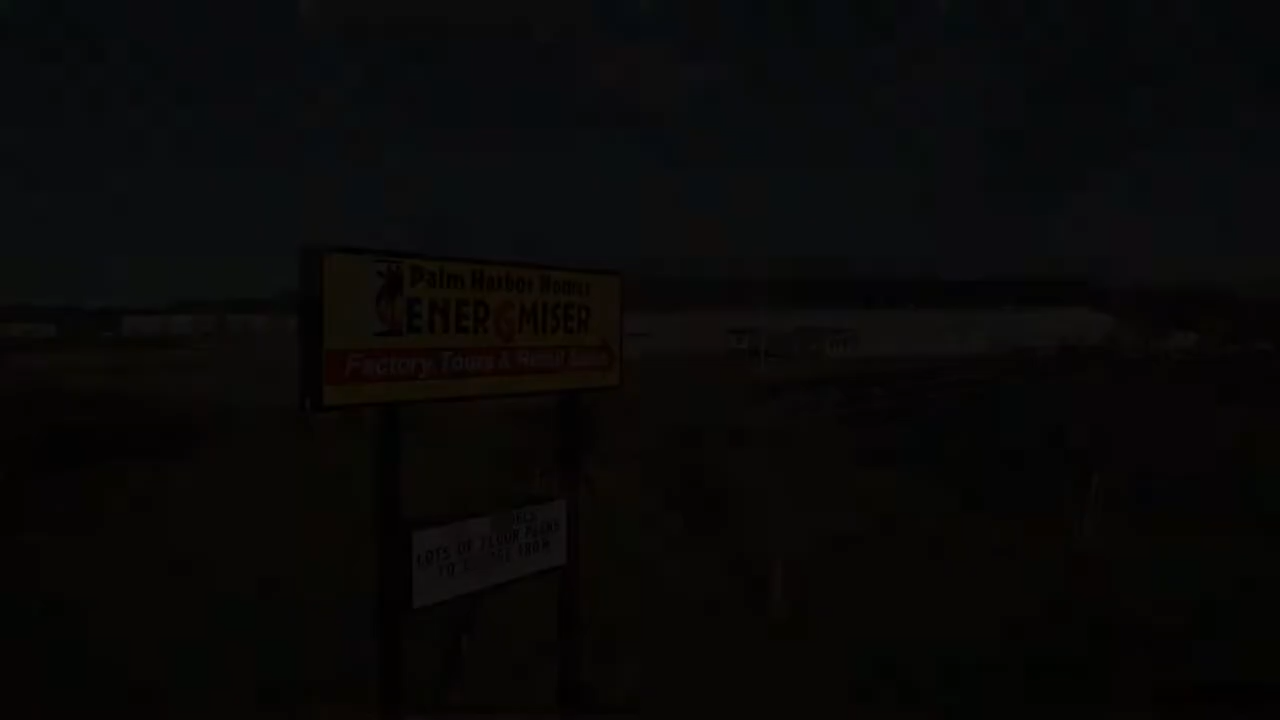 Palm Harbor Homes
ENERGMISER
Factory Tours & Retail Sales
LOTS OF FLOOR PLANS
TO CHOOSE FROM